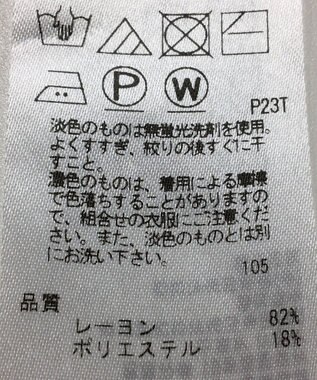 P W
P23T
淡色のものは無蛍光洗剤を使用。
よくすすぎ、絞りの後すぐに干
すこと。
濃色のものは、着用による摩擦
で色落ちすることがありますの
で、組合せの衣服にご注意くだ
さい。また、淡色のものとは別
にお洗い下さい。
105
品質
レーヨン 82%
ポリエステル 18%